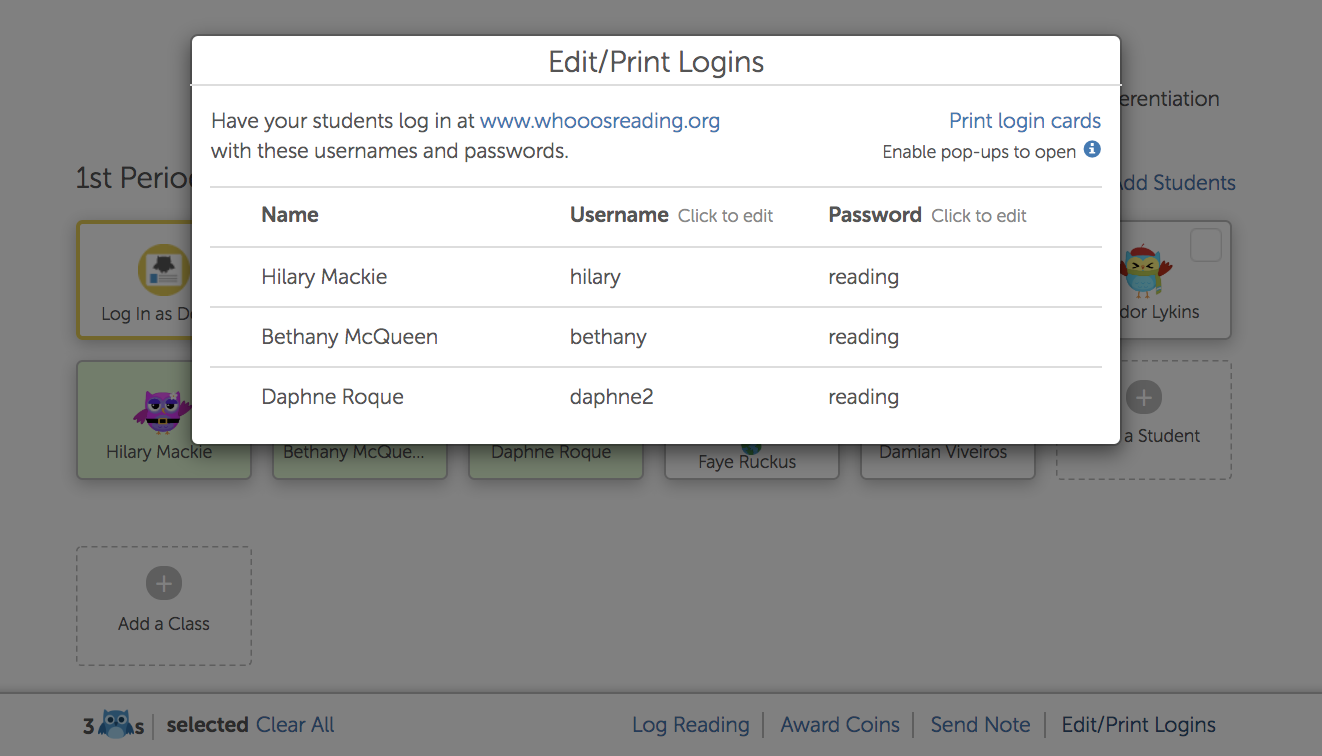 Edit/Print Logins
Have your students log in at www.whooosreading.org
with these usernames and passwords.
Print login cards
Enable pop-ups to open
Name Username Click to edit Password Click to edit
Hilary Mackie hilary reading
Bethany McQueen bethany reading
Daphne Roque daphne2 reading
erentiation
1st Perio
dd Students
Log In as D
dor Lykins
Hilary Mackie
Bethany McQue...
Daphne Roque
Faye Ruckus
Damian Viveiros
a Student
Add a Class
3 s selected Clear All
Log Reading Award Coins Send Note Edit/Print Logins